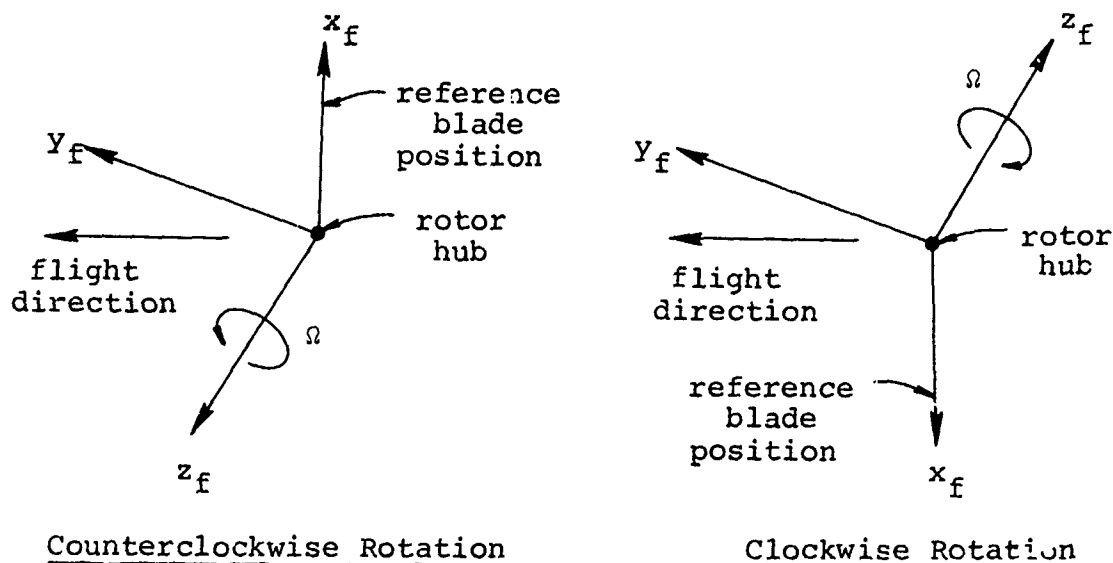 x_f
reference
blade
position
y_f
rotor
hub
flight
direction
Ω
z_f
Counterclockwise Rotation
z_f
Ω
y_f
rotor
hub
flight
direction
reference
blade
position
x_f
Clockwise Rotation